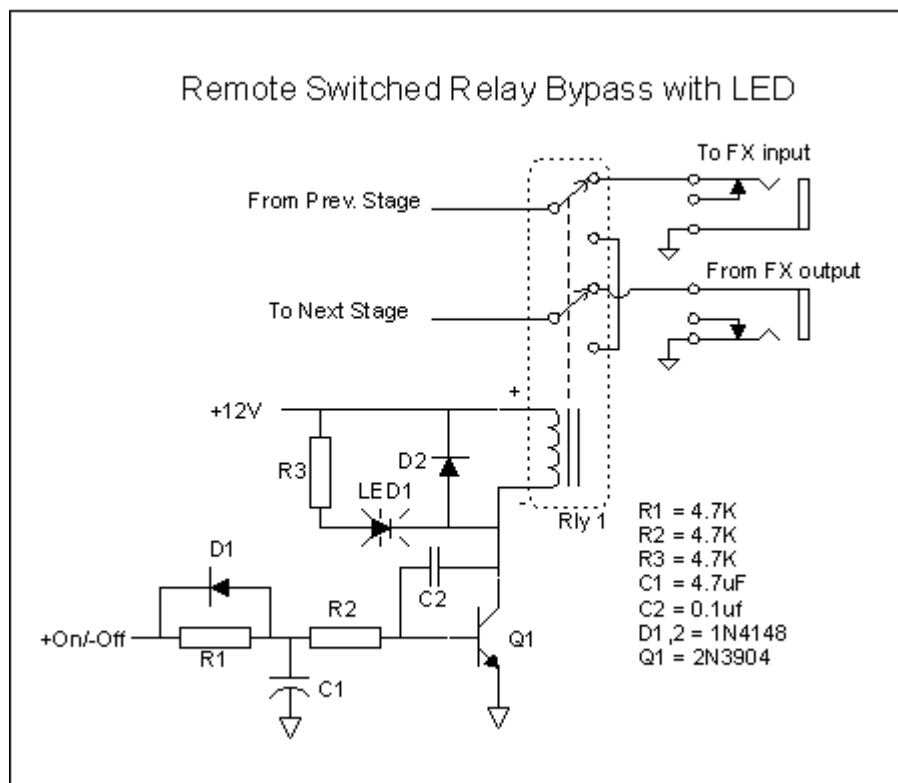 Remote Switched Relay Bypass with LED
To FX input
From Prev. Stage
From FX output
To Next Stage
+
+12V
R3
D2
LED1
-
Rly 1
R1 = 4.7K
R2 = 4.7K
R3 = 4.7K
C1 = 4.7uF
C2 = 0.1uf
D1,2 = 1N4148
Q1 = 2N3904
D1
C2
R2
+On/-Off
R1
Q1
C1